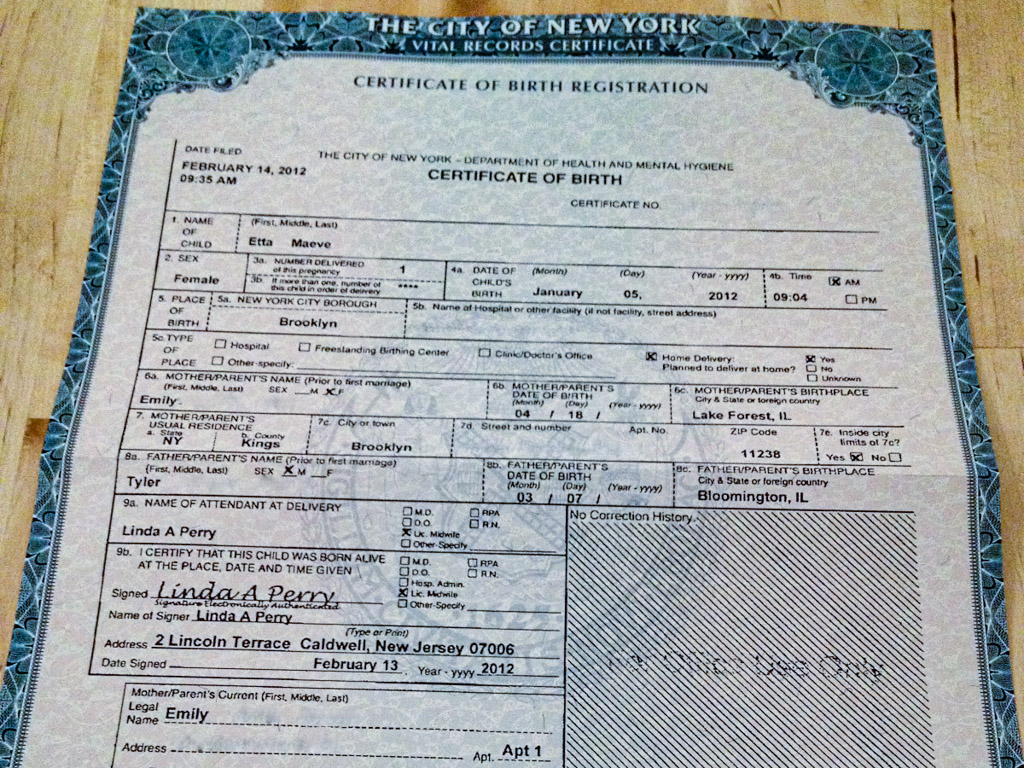 THE CITY OF NEW YORK
VITAL RECORDS CERTIFICATE
CERTIFICATE OF BIRTH REGISTRATION
DATE FILED
THE CITY OF NEW YORK - DEPARTMENT OF HEALTH AND MENTAL HYGIENE
FEBRUARY 14, 2012
09:35 AM
CERTIFICATE OF BIRTH
CERTIFICATE NO.
1. NAME OF CHILD (First, Middle, Last)
Etta Maeve
2. SEX
Female
3a. NUMBER DELIVERED of this pregnancy 1
3b. If more than one, number of this child in order of delivery ****
4a. DATE OF CHILD'S BIRTH (Month) (Day) (Year - yyyy)
January 05, 2012
4b. Time AM
09:04 PM
5. PLACE OF BIRTH
5a. NEW YORK CITY BOROUGH
Brooklyn
5b. Name of Hospital or other facility (if not facility, street address)
5c. TYPE OF PLACE
Hospital Freestanding Birthing Center Clinic/Doctor's Office Home Delivery:
Other-specify: Planned to deliver at home? Yes No Unknown
6a. MOTHER/PARENT'S NAME (Prior to first marriage)
(First, Middle, Last) SEX M X F
Emily
6b. MOTHER/PARENT'S DATE OF BIRTH
(Month) (Day) (Year - yyyy)
04 / 18 /
6c. MOTHER/PARENT'S BIRTHPLACE
City & State or foreign country
Lake Forest, IL
7. MOTHER/PARENT'S USUAL RESIDENCE
a. State b. County
NY Kings
7c. City or town
Brooklyn
7d. Street and number Apt. No. ZIP Code
11238
7e. Inside city limits of 7c?
Yes No
8a. FATHER/PARENT'S NAME (Prior to first marriage)
(First, Middle, Last) SEX X M F
Tyler
8b. FATHER/PARENT'S DATE OF BIRTH
(Month) (Day) (Year - yyyy)
03 / 07 /
8c. FATHER/PARENT'S BIRTHPLACE
City & State or foreign country
Bloomington, IL
9a. NAME OF ATTENDANT AT DELIVERY
Linda A Perry
M.D. RPA
D.O. R.N.
Lic. Midwife
Other-Specify
No Correction History.
9b. I CERTIFY THAT THIS CHILD WAS BORN ALIVE
AT THE PLACE, DATE AND TIME GIVEN
M.D. RPA
D.O. R.N.
Hosp. Admin.
Lic. Midwife
Other-Specify
Signed Linda A Perry
Signature Electronically Authenticated
Name of Signer Linda A Perry
(Type or Print)
Address 2 Lincoln Terrace Caldwell, New Jersey 07006
Date Signed February 13 Year - yyyy 2012
Mother/Parent's Current (First, Middle, Last)
Legal Name Emily
Address Apt. Apt 1